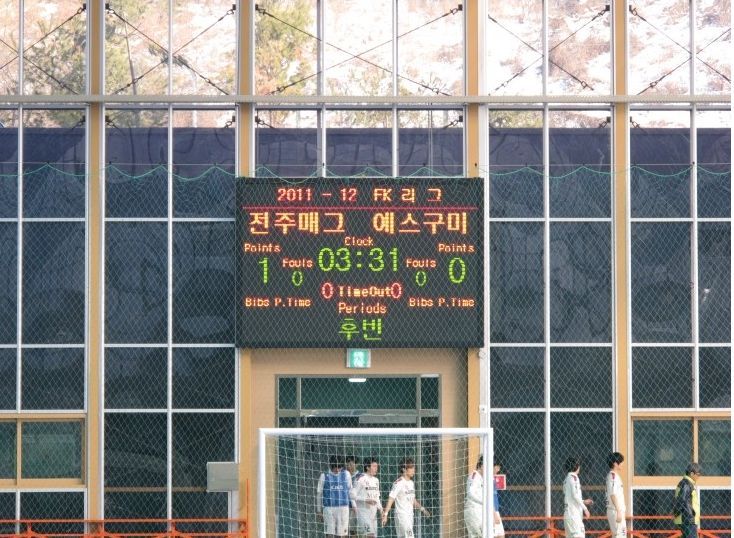 2011 - 12 FK 리 그
전주매그 예스구미
Clock
Points Points
1 Fouls 03:31 Fouls 0
0 0
0 TimeOut 0
Bibs P.Time Bibs P.Time
Periods
후반